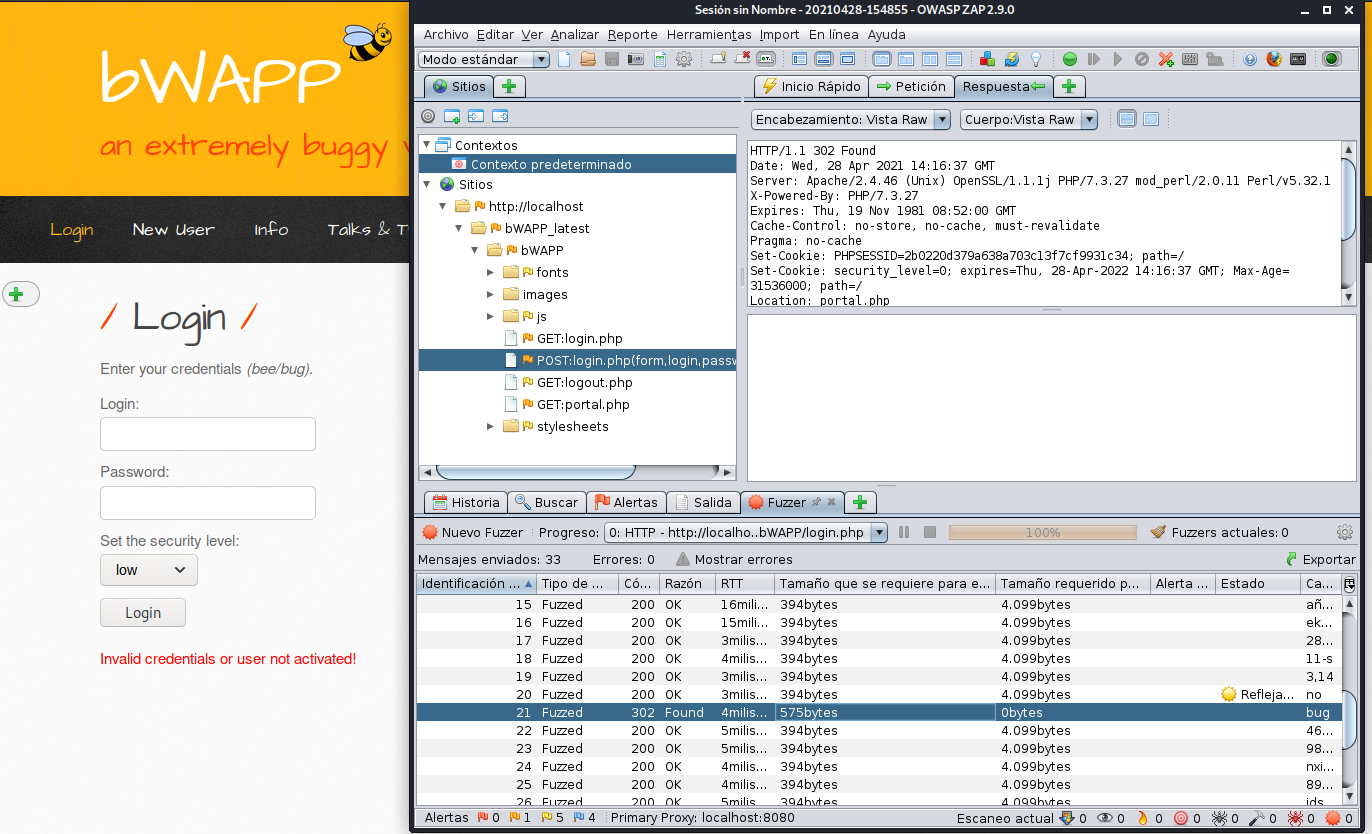 Sesión sin Nombre - 20210428-154855 - OWASP ZAP 2.9.0
bWAPP
an extremely buggy
Login New User Info Talks & T
/ Login /
Enter your credentials (bee/bug).
Login:
Password:
Set the security level:
low
Login
Invalid credentials or user not activated!
Archivo Editar Ver Analizar Reporte Herramientas Import En línea Ayuda
Modo estándar
Sitios
Inicio Rápido Petición Respuesta
Encabezamiento: Vista Raw Cuerpo:Vista Raw
Contextos
Contexto predeterminado
Sitios
http://localhost
bWAPP_latest
bWAPP
fonts
images
js
GET:login.php
POST:login.php(form,login,passw
GET:logout.php
GET:portal.php
stylesheets
HTTP/1.1 302 Found
Date: Wed, 28 Apr 2021 14:16:37 GMT
Server: Apache/2.4.46 (Unix) OpenSSL/1.1.1j PHP/7.3.27 mod_perl/2.0.11 Perl/v5.32.1
X-Powered-By: PHP/7.3.27
Expires: Thu, 19 Nov 1981 08:52:00 GMT
Cache-Control: no-store, no-cache, must-revalidate
Pragma: no-cache
Set-Cookie: PHPSESSID=2b0220d379a638a703c13f7cf9931c34; path=/
Set-Cookie: security_level=0; expires=Thu, 28-Apr-2022 14:16:37 GMT; Max-Age=
31536000; path=/
Location: portal.php
Historia Buscar Alertas Salida Fuzzer
Nuevo Fuzzer Progreso: 0: HTTP - http://localho..bWAPP/login.php 100% Fuzzers actuales: 0
Mensajes enviados: 33 Errores: 0 Mostrar errores Exportar
Identificación ... Tipo de ... Có... Razón RTT Tamaño que se requiere para e... Tamaño requerido p... Alerta ... Estado Ca...
15 Fuzzed 200 OK 16mili... 394bytes 4.099bytes añ...
16 Fuzzed 200 OK 15mili... 394bytes 4.099bytes ek...
17 Fuzzed 200 OK 3milis... 394bytes 4.099bytes 28...
18 Fuzzed 200 OK 4milis... 394bytes 4.099bytes 11-s
19 Fuzzed 200 OK 3milis... 394bytes 4.099bytes 3,14
20 Fuzzed 200 OK 3milis... 394bytes 4.099bytes Refleja... no
21 Fuzzed 302 Found 4milis... 575bytes 0bytes bug
22 Fuzzed 200 OK 5milis... 394bytes 4.099bytes 46...
23 Fuzzed 200 OK 5milis... 394bytes 4.099bytes 98...
24 Fuzzed 200 OK 4milis... 394bytes 4.099bytes nxi...
25 Fuzzed 200 OK 4milis... 394bytes 4.099bytes 89...
26 Fuzzed 200 OK 5milis... 394bytes 4.099bytes ids
Alertas 0 1 5 4 Primary Proxy: localhost:8080 Escaneo actual 0 0 0 0 0 0 0 0